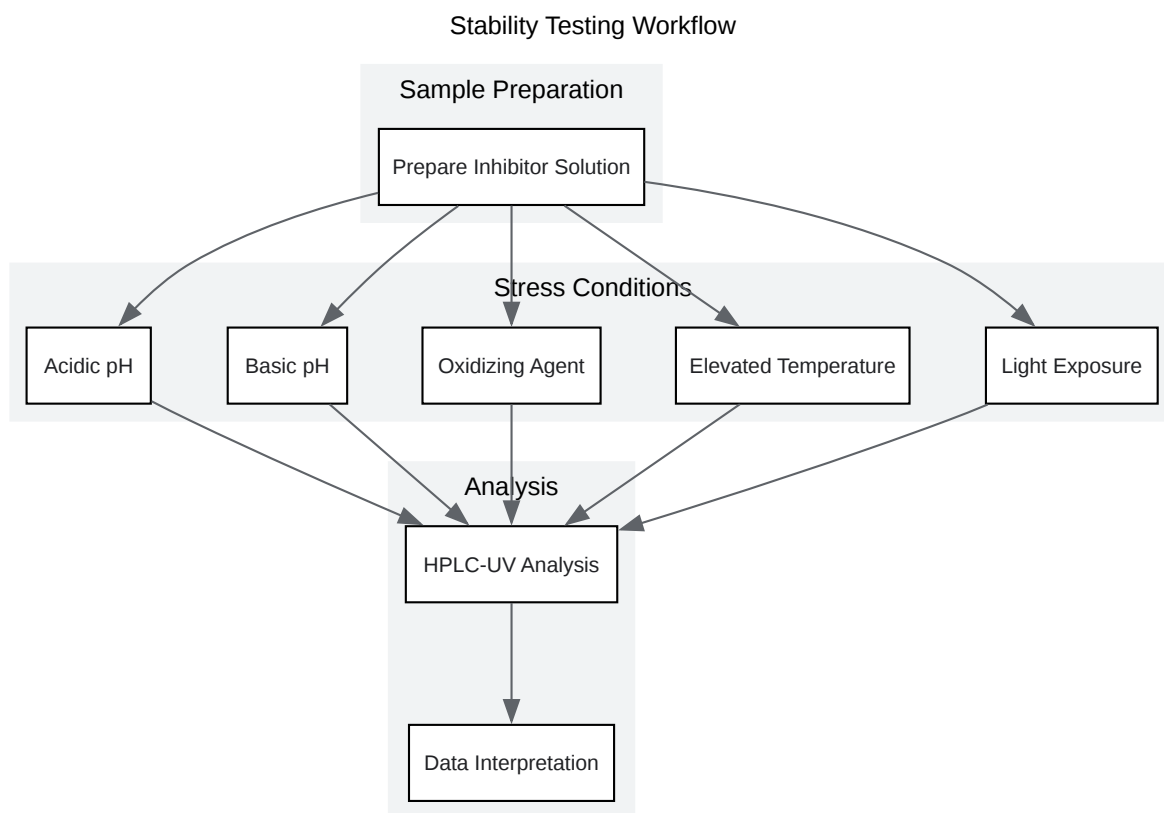 Stability Testing Workflow
Sample Preparation
Prepare Inhibitor Solution
Stress Conditions
Acidic pH
Basic pH
Oxidizing Agent
Elevated Temperature
Light Exposure
Analysis
HPLC-UV Analysis
Data Interpretation